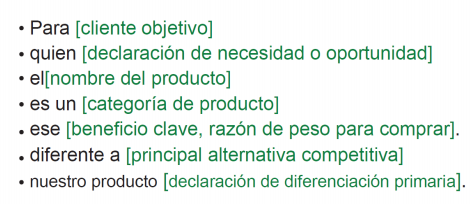 • Para [cliente objetivo]
• quien [declaración de necesidad o oportunidad]
• el[nombre del producto]
• es un [categoría de producto]
• ese [beneficio clave, razón de peso para comprar].
• diferente a [principal alternativa competitiva]
• nuestro producto [declaración de diferenciación primaria].